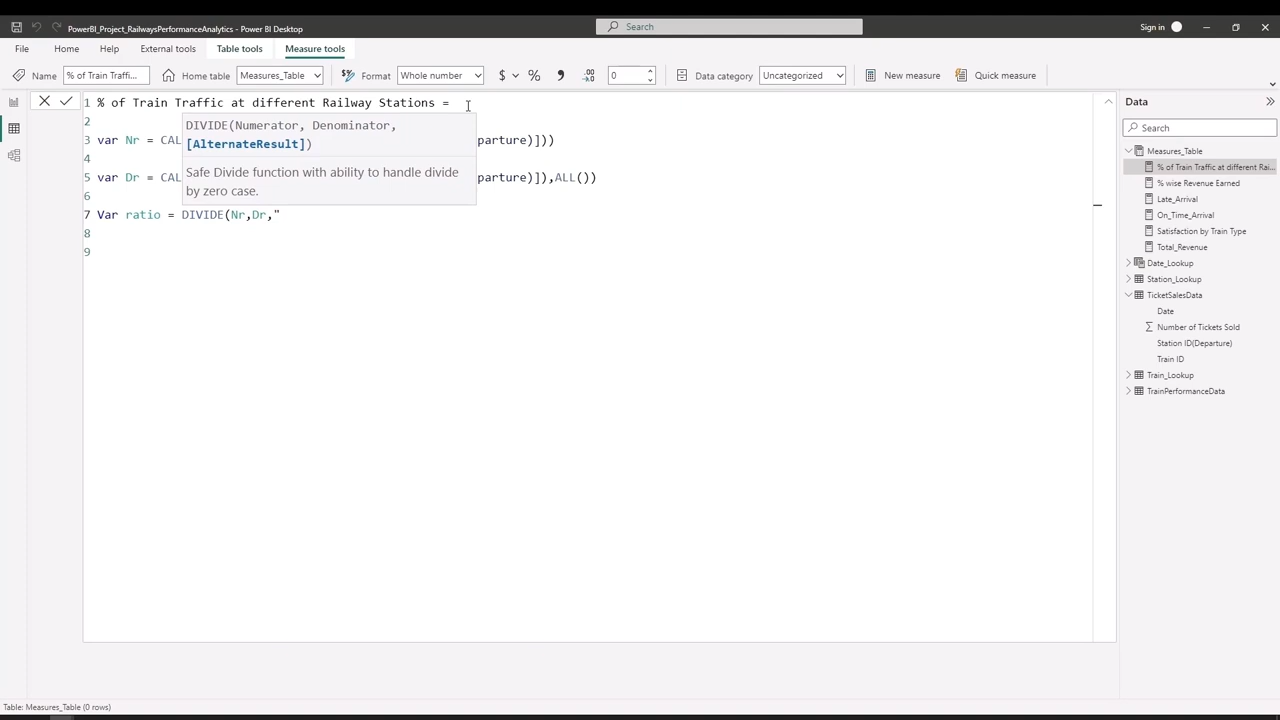 PowerBI_Project_RailwaysPerformanceAnalytics - Power BI Desktop
Search
Sign in
File Home Help External tools Table tools Measure tools
Name % of Train Traffi... Home table Measures_Table Format Whole number $ % , 0 Data category Uncategorized New measure Quick measure
1 % of Train Traffic at different Railway Stations =
2
3 var Nr = CAL parture)]))
4
5 var Dr = CAL parture)]),ALL())
6
7 Var ratio = DIVIDE(Nr,Dr,"
8
9
DIVIDE(Numerator, Denominator,
[AlternateResult])
Safe Divide function with ability to handle divide
by zero case.
Data
Search
Measures_Table
% of Train Traffic at different Rai...
% wise Revenue Earned
Late_Arrival
On_Time_Arrival
Satisfaction by Train Type
Total_Revenue
Date_Lookup
Station_Lookup
TicketSalesData
Date
Number of Tickets Sold
Station ID(Departure)
Train ID
Train_Lookup
TrainPerformanceData
Table: Measures_Table (0 rows)